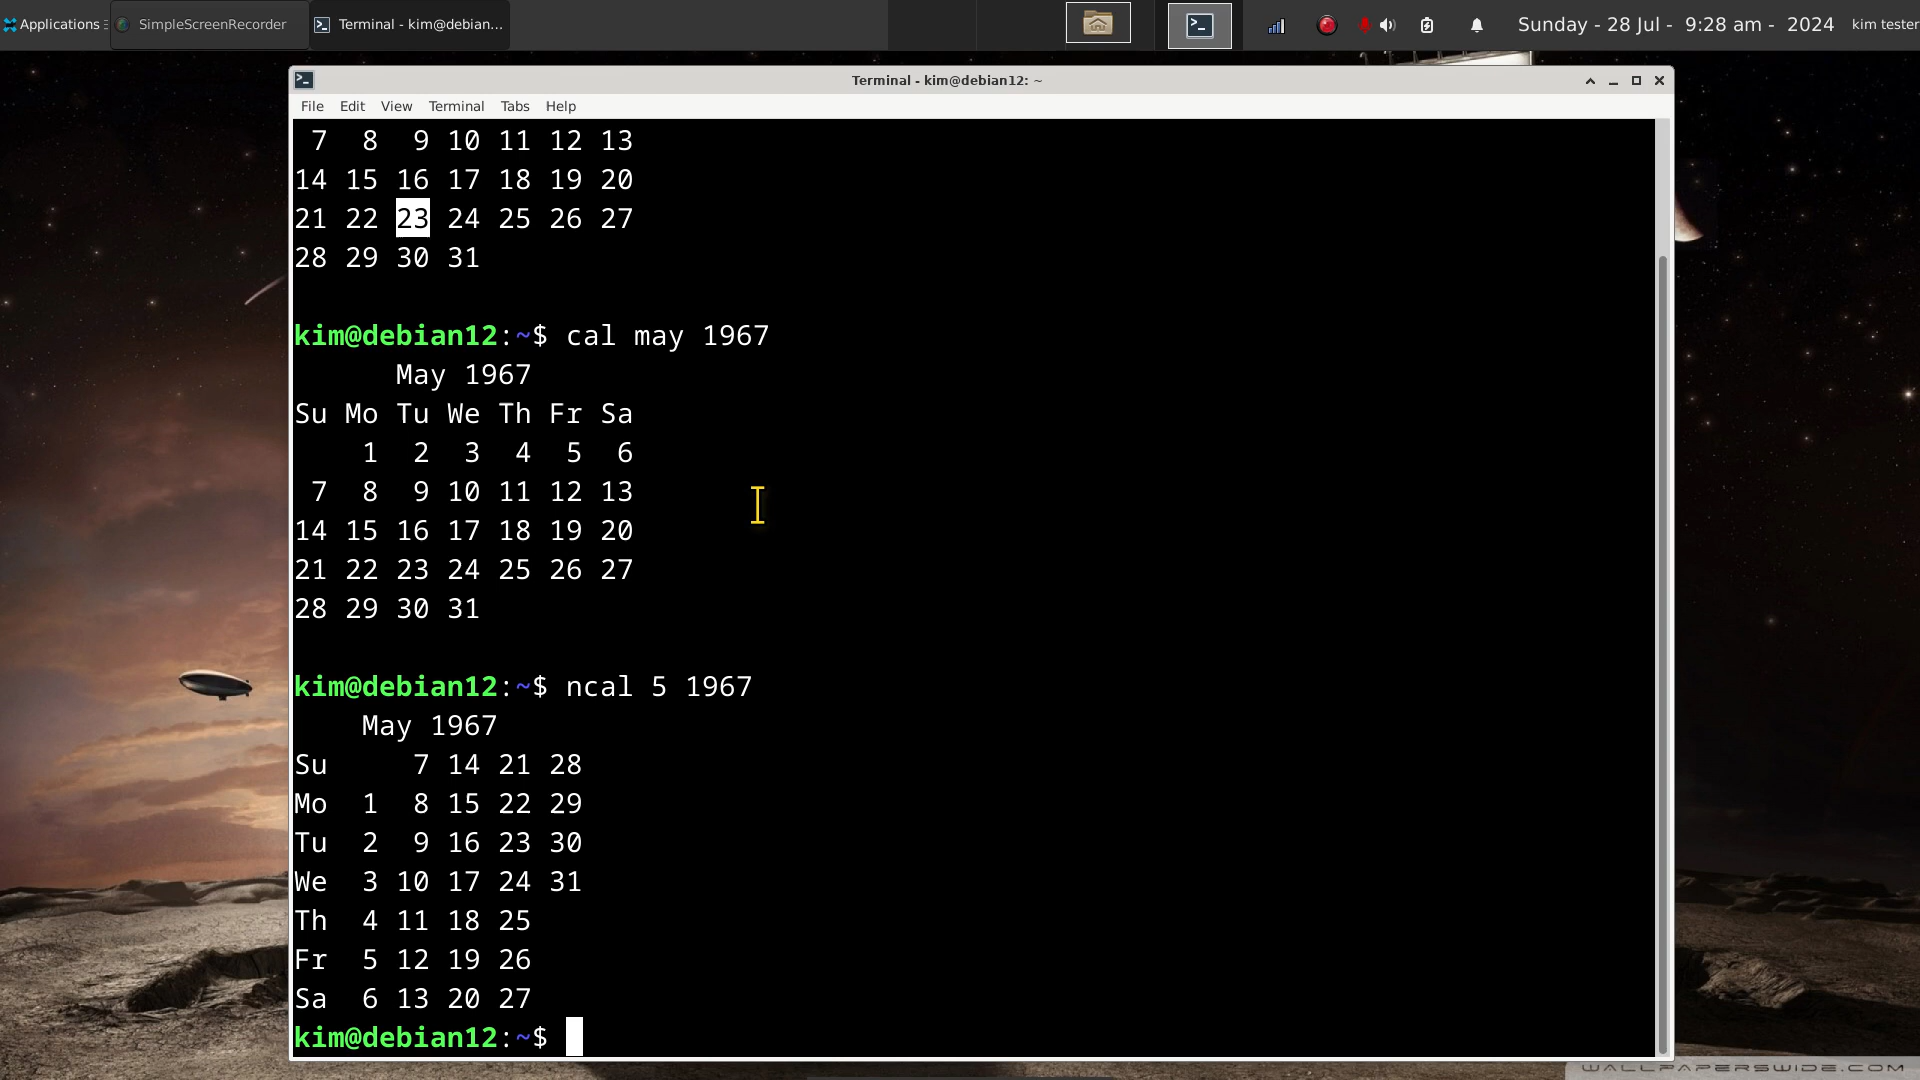 Applications
SimpleScreenRecorder
Terminal - kim@debian...
Sunday - 28 Jul -  9:28 am -  2024
kim tester
Terminal - kim@debian12: ~
File Edit View Terminal Tabs Help
 7  8  9 10 11 12 13
14 15 16 17 18 19 20
21 22 23 24 25 26 27
28 29 30 31
kim@debian12:~$ cal may 1967
      May 1967
Su Mo Tu We Th Fr Sa
    1  2  3  4  5  6
 7  8  9 10 11 12 13
14 15 16 17 18 19 20
21 22 23 24 25 26 27
28 29 30 31
kim@debian12:~$ ncal 5 1967
    May 1967
Su     7 14 21 28
Mo  1  8 15 22 29
Tu  2  9 16 23 30
We  3 10 17 24 31
Th  4 11 18 25
Fr  5 12 19 26
Sa  6 13 20 27
kim@debian12:~$
WALLPAPERSWIDE.COM